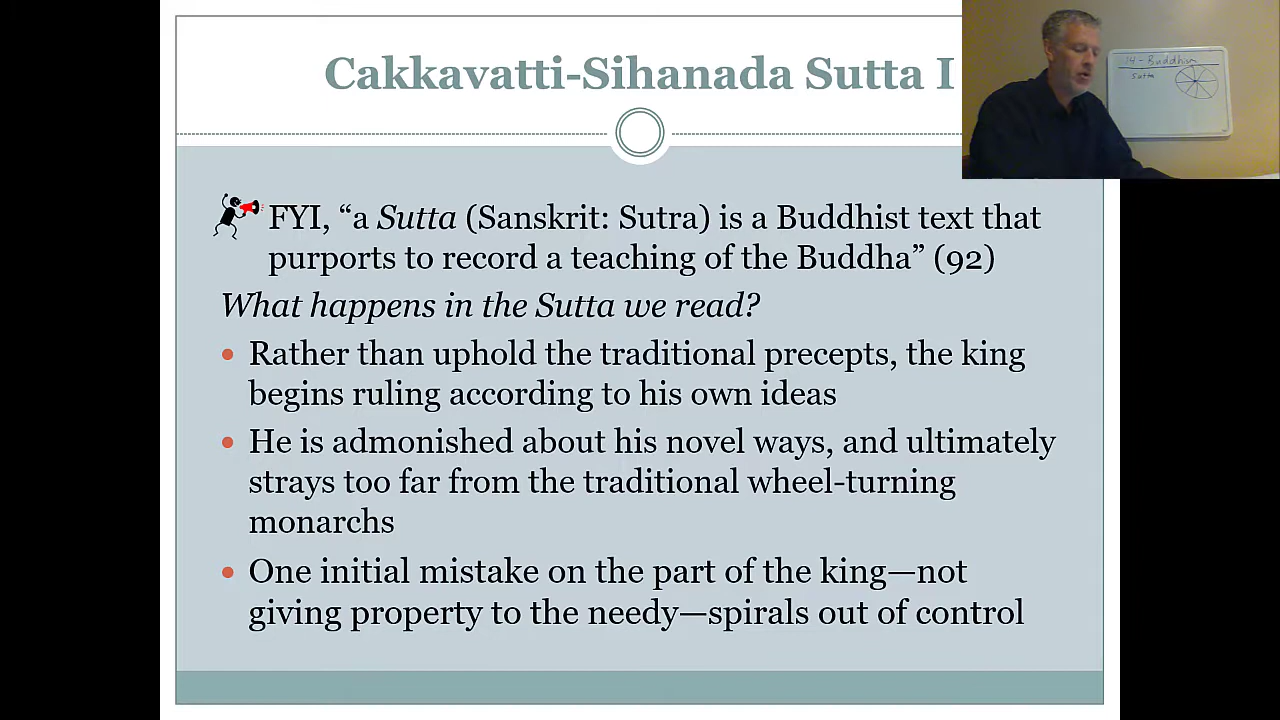 Cakkavatti-Sihanada Sutta I
14 - Buddhism
Sutta
FYI, “a Sutta (Sanskrit: Sutra) is a Buddhist text that
purports to record a teaching of the Buddha” (92)
What happens in the Sutta we read?
• Rather than uphold the traditional precepts, the king
begins ruling according to his own ideas
• He is admonished about his novel ways, and ultimately
strays too far from the traditional wheel-turning
monarchs
• One initial mistake on the part of the king—not
giving property to the needy—spirals out of control